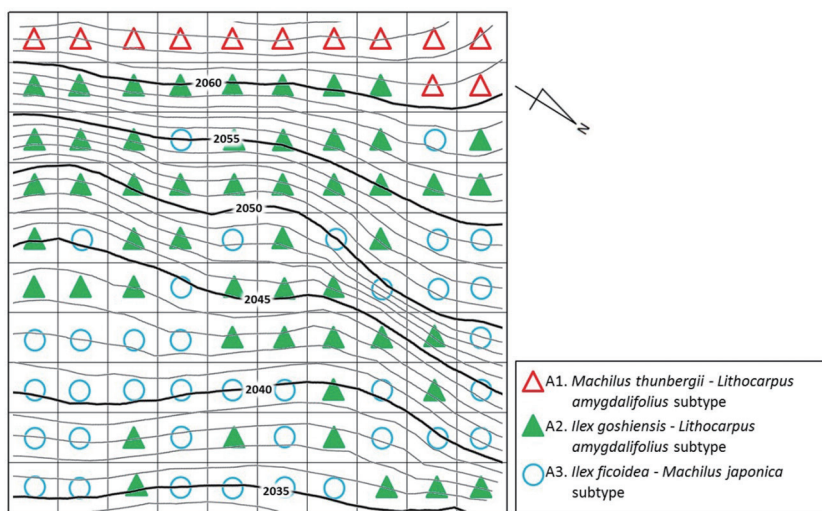 2060
2055
2050
2045
2040
2035
N
A1. Machilus thunbergii - Lithocarpus
amygdalifolius subtype
A2. Ilex goshiensis - Lithocarpus
amygdalifolius subtype
A3. Ilex ficoidea - Machilus japonica
subtype